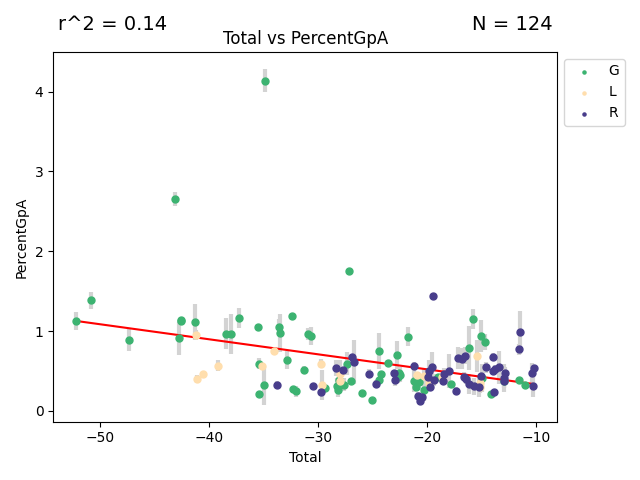 r^2 = 0.14 N = 124
Total vs PercentGpA
G
L
R
PercentGpA
4
3
2
1
0
−50 −40 −30 −20 −10
Total